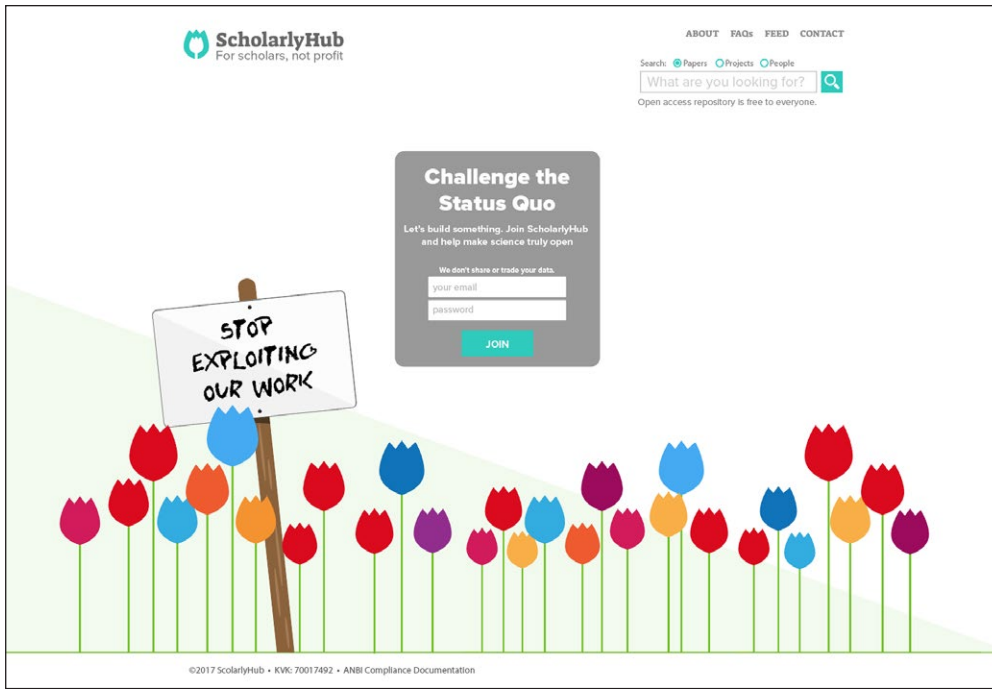 ScholarlyHub
For scholars, not profit
ABOUT FAQs FEED CONTACT
Search: Papers Projects People
What are you looking for?
Open access repository is free to everyone.
Challenge the
Status Quo
Let's build something. Join ScholarlyHub
and help make science truly open
We don't share or trade your data.
your email
password
JOIN
STOP
EXPLOITING
OUR WORK
©2017 ScolarlyHub • KVK: 70017492 • ANBI Compliance Documentation